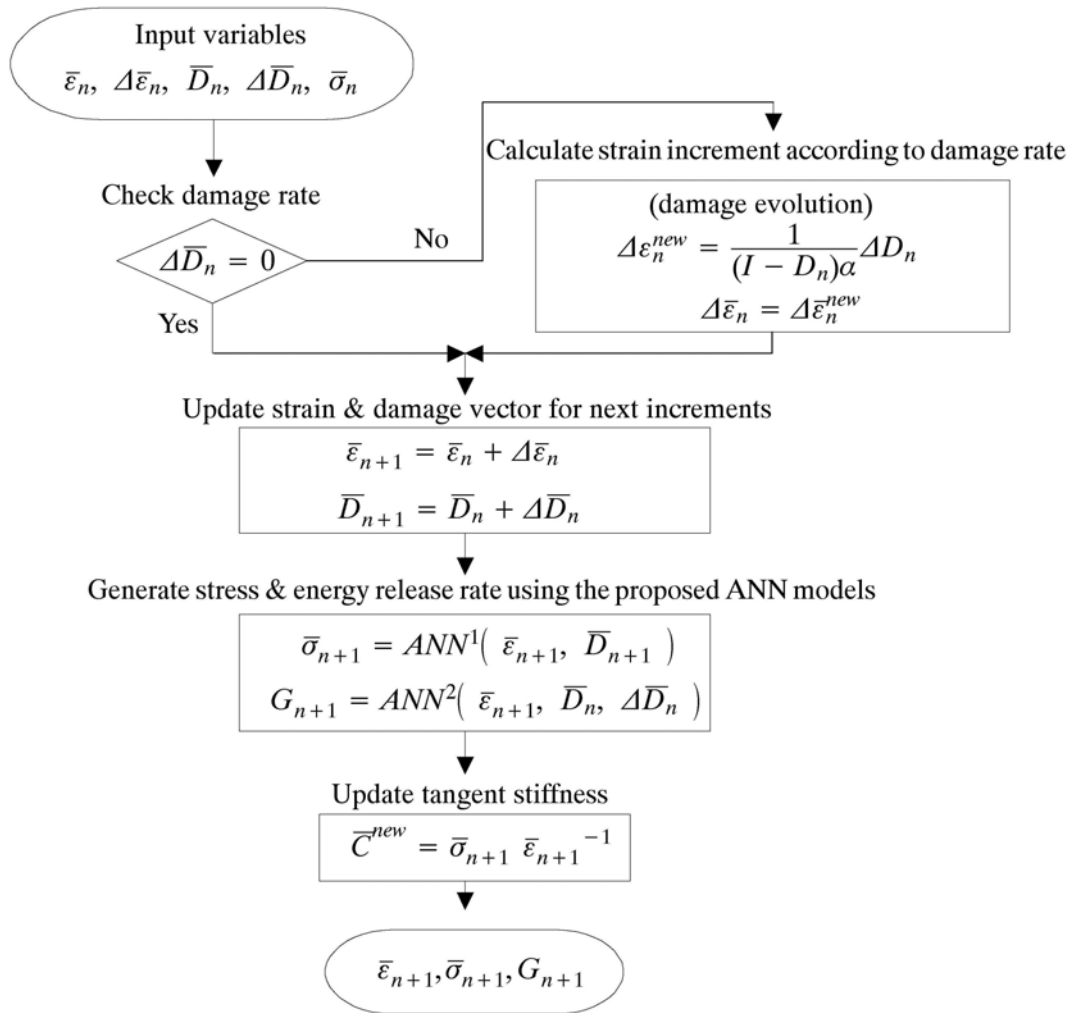 Input variables
ε̄ₙ, Δε̄ₙ, D̄ₙ, ΔD̄ₙ, σ̄ₙ
Check damage rate
ΔD̄ₙ = 0
No
Yes
Calculate strain increment according to damage rate
(damage evolution)
Δεₙⁿᵉʷ = 1/((I − Dₙ)α) ΔDₙ
Δε̄ₙ = Δε̄ₙⁿᵉʷ
Update strain & damage vector for next increments
ε̄ₙ₊₁ = ε̄ₙ + Δε̄ₙ
D̄ₙ₊₁ = D̄ₙ + ΔD̄ₙ
Generate stress & energy release rate using the proposed ANN models
σ̄ₙ₊₁ = ANN¹( ε̄ₙ₊₁, D̄ₙ₊₁ )
Gₙ₊₁ = ANN²( ε̄ₙ₊₁, D̄ₙ, ΔD̄ₙ )
Update tangent stiffness
C̄ⁿᵉʷ = σ̄ₙ₊₁ ε̄ₙ₊₁⁻¹
ε̄ₙ₊₁, σ̄ₙ₊₁, Gₙ₊₁